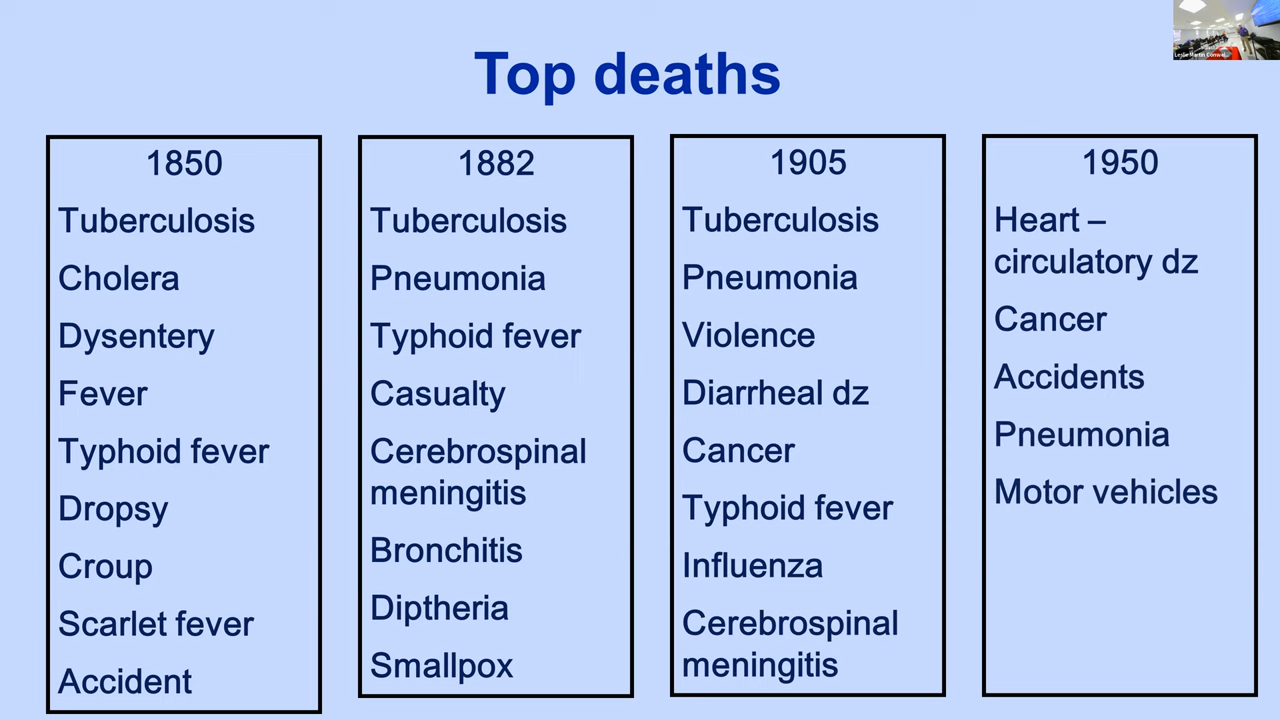 Top deaths
1850
Tuberculosis
Cholera
Dysentery
Fever
Typhoid fever
Dropsy
Croup
Scarlet fever
Accident
1882
Tuberculosis
Pneumonia
Typhoid fever
Casualty
Cerebrospinal
meningitis
Bronchitis
Diptheria
Smallpox
1905
Tuberculosis
Pneumonia
Violence
Diarrheal dz
Cancer
Typhoid fever
Influenza
Cerebrospinal
meningitis
1950
Heart –
circulatory dz
Cancer
Accidents
Pneumonia
Motor vehicles
Leslie Martin